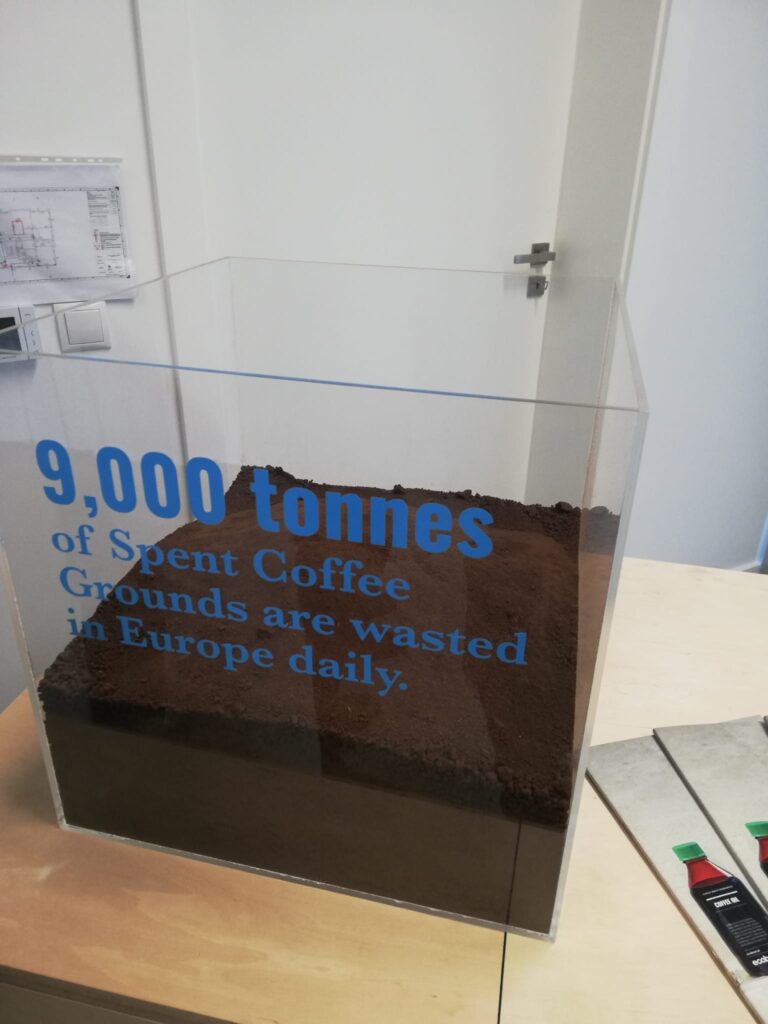 9,000 tonnes
of Spent Coffee
Grounds are wasted
in Europe daily.
COFFEE OIL